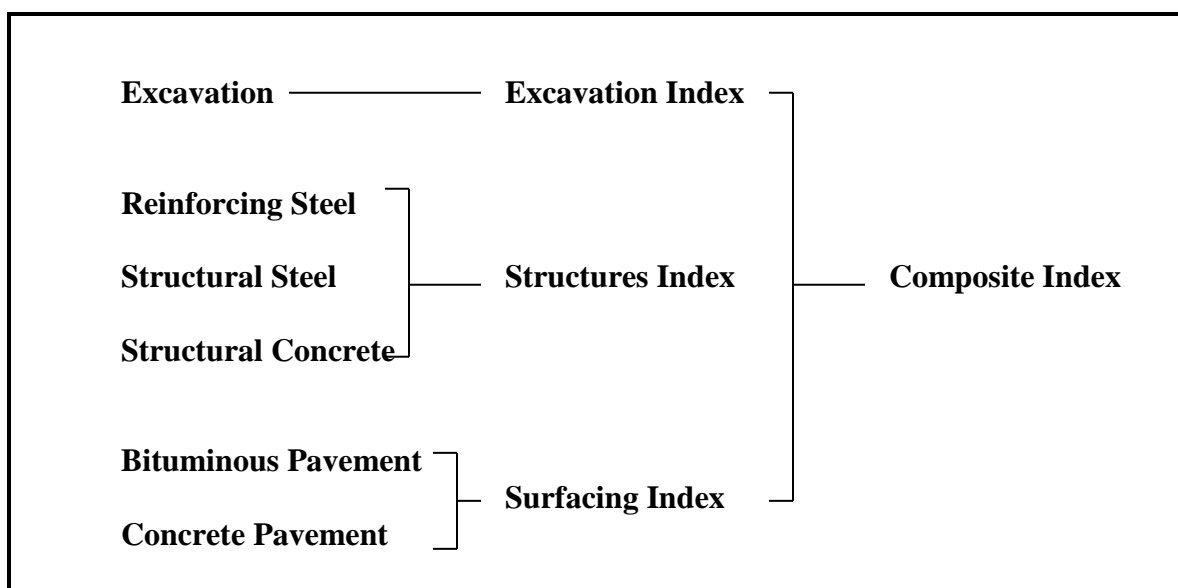 Excavation
Excavation Index
Reinforcing Steel
Structural Steel
Structural Concrete
Structures Index
Composite Index
Bituminous Pavement
Concrete Pavement
Surfacing Index